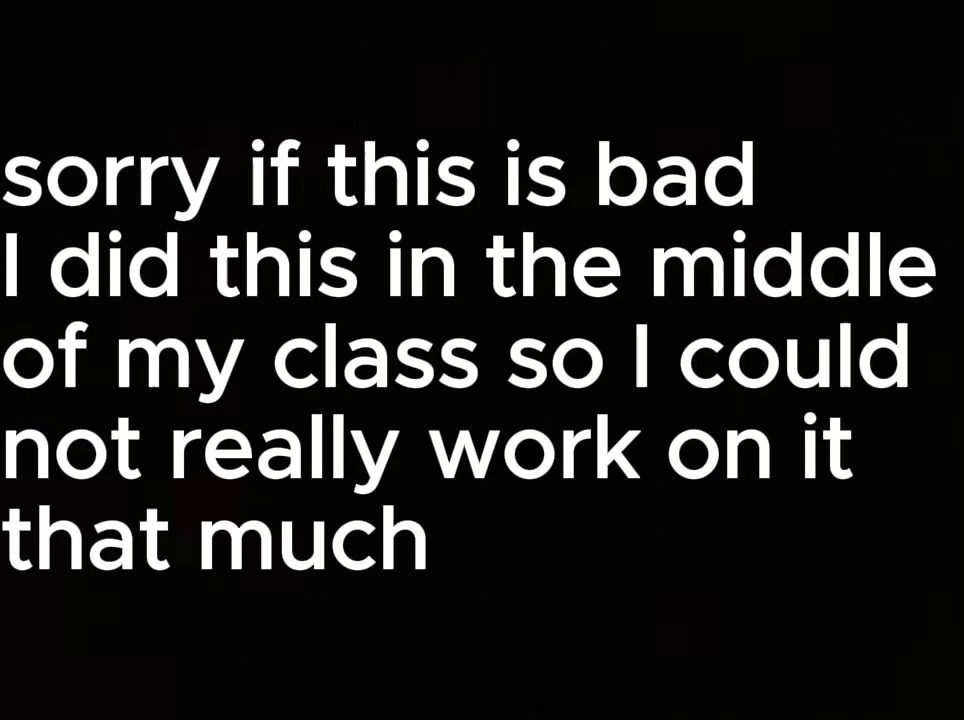 sorry if this is bad
I did this in the middle
of my class so I could
not really work on it
that much